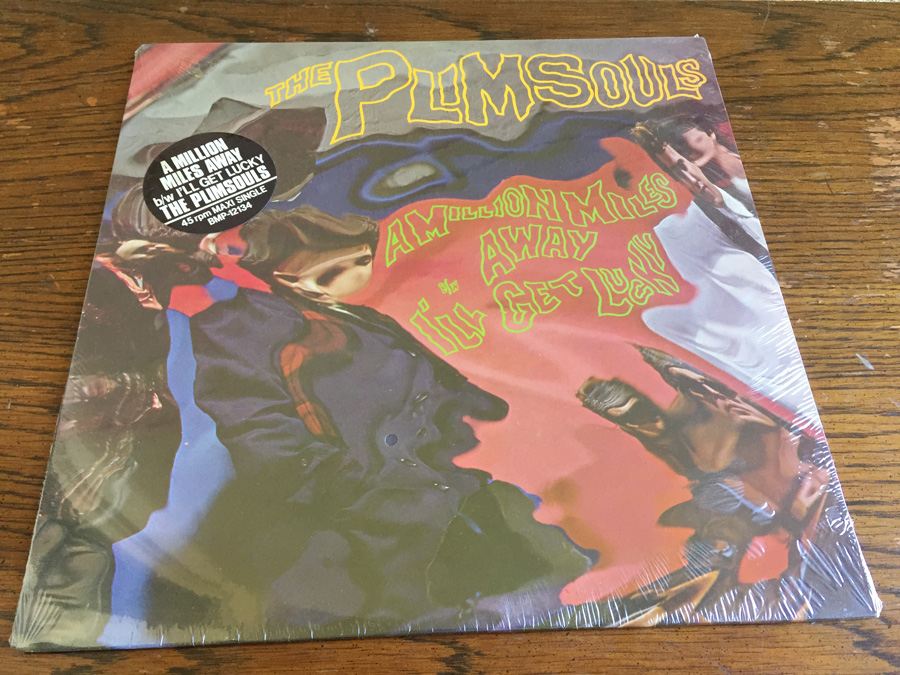 THE PLIMSOULS
A MILLION
MILES AWAY
b/w I'LL GET LUCKY
THE PLIMSOULS
45 rpm MAXI SINGLE
BMP-12134
A MILLION MILES
AWAY
B/W
I'LL GET LUCKY